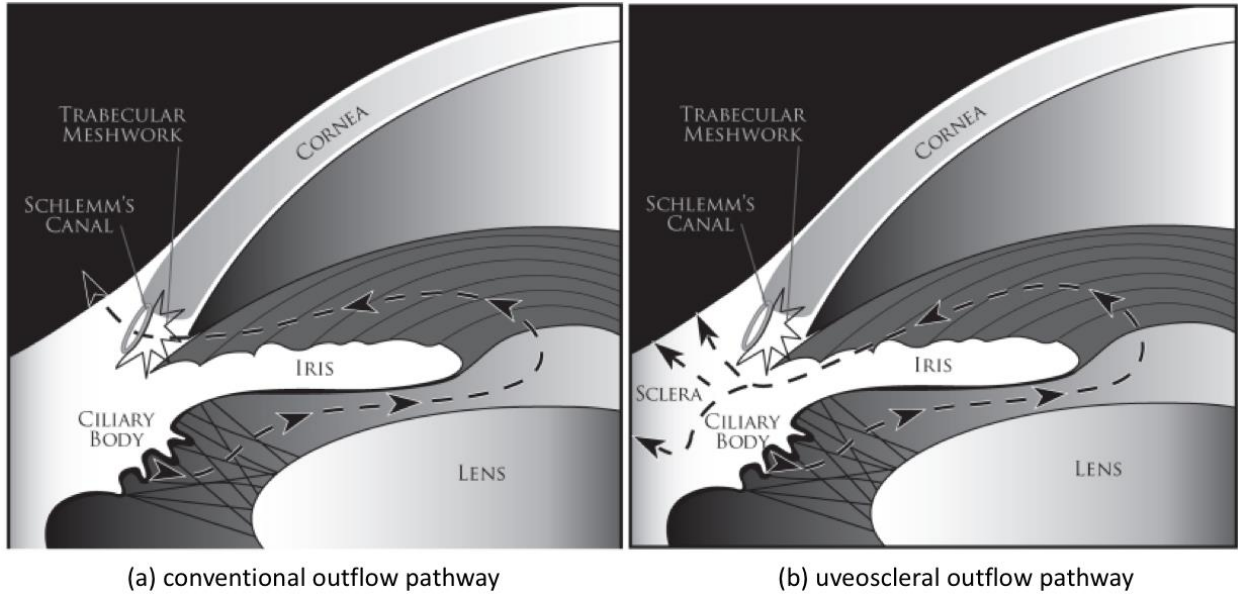 TRABECULAR
MESHWORK
CORNEA
SCHLEMM'S
CANAL
IRIS
CILIARY
BODY
LENS
(a) conventional outflow pathway
TRABECULAR
MESHWORK
CORNEA
SCHLEMM'S
CANAL
IRIS
SCLERA
CILIARY
BODY
LENS
(b) uveoscleral outflow pathway